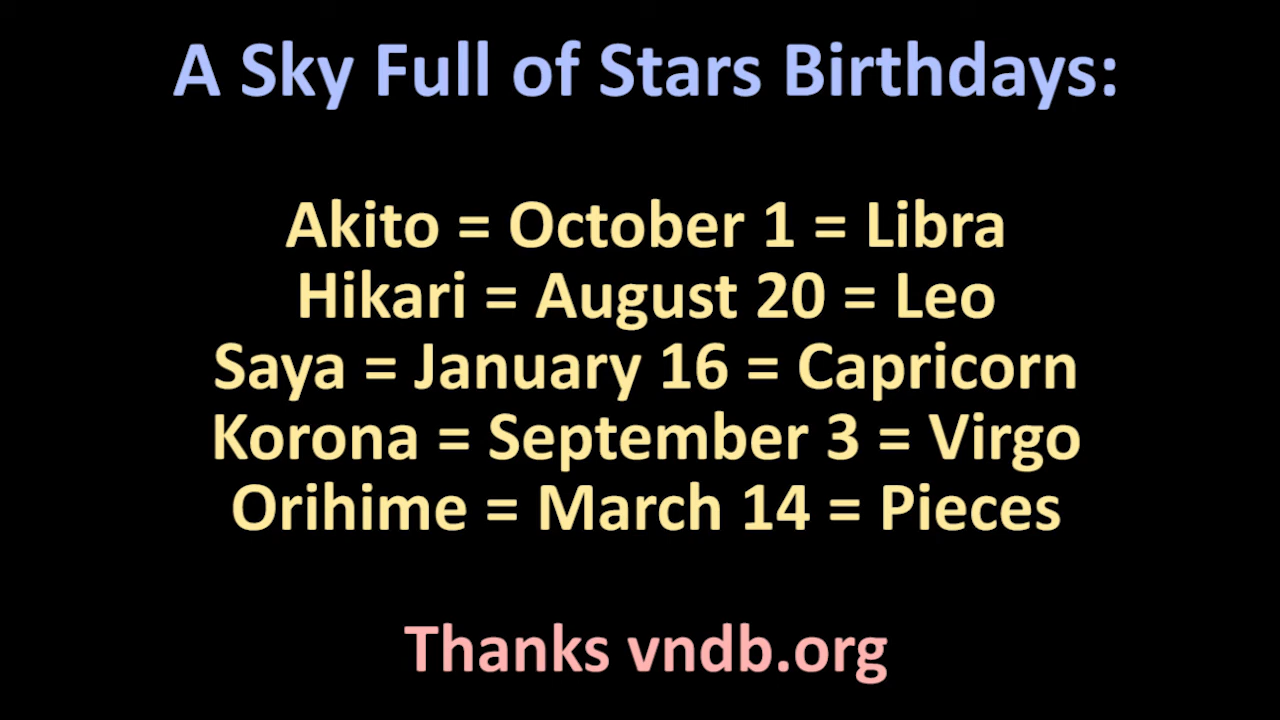 A Sky Full of Stars Birthdays:
Akito = October 1 = Libra
Hikari = August 20 = Leo
Saya = January 16 = Capricorn
Korona = September 3 = Virgo
Orihime = March 14 = Pieces
Thanks vndb.org